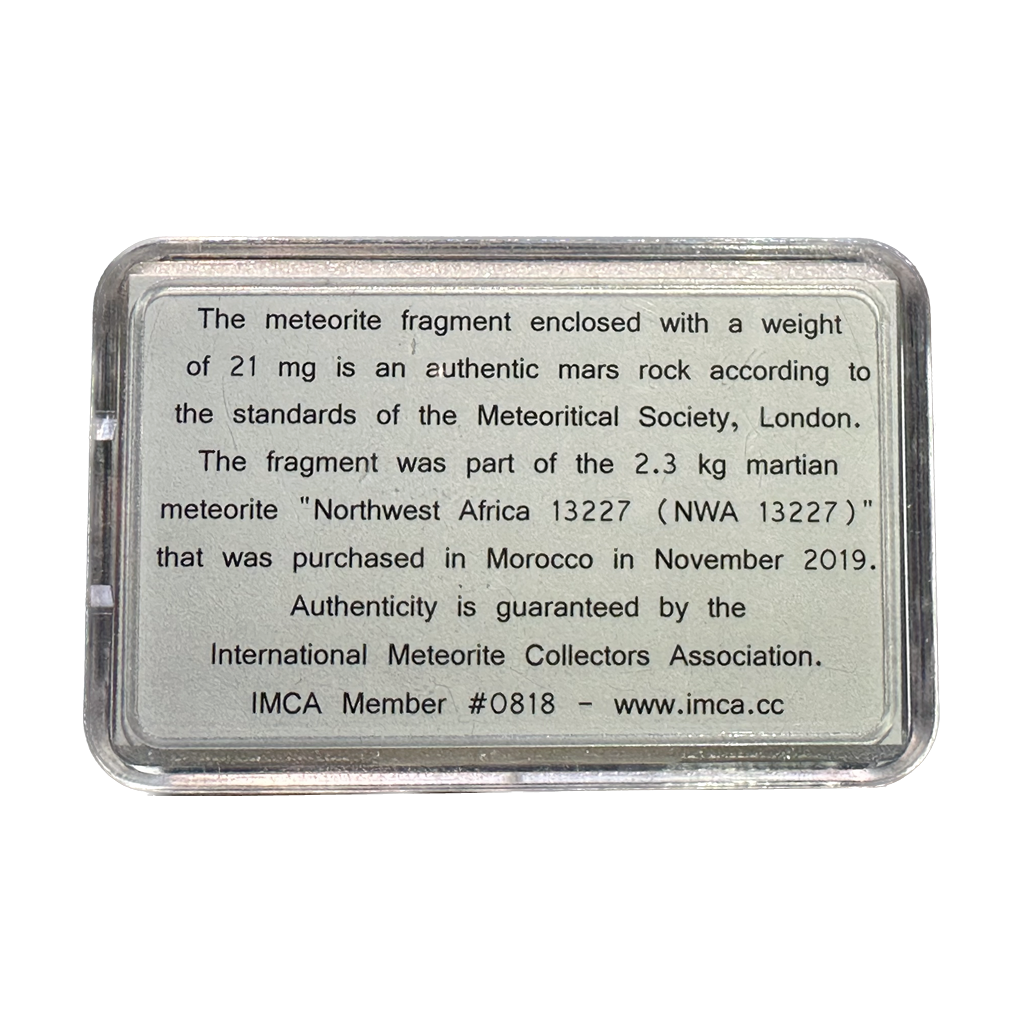 The meteorite fragment enclosed with a weight
of 21 mg is an authentic mars rock according to
the standards of the Meteoritical Society, London.
The fragment was part of the 2.3 kg martian
meteorite "Northwest Africa 13227 (NWA 13227)"
that was purchased in Morocco in November 2019.
Authenticity is guaranteed by the
International Meteorite Collectors Association.
IMCA Member #0818 - www.imca.cc